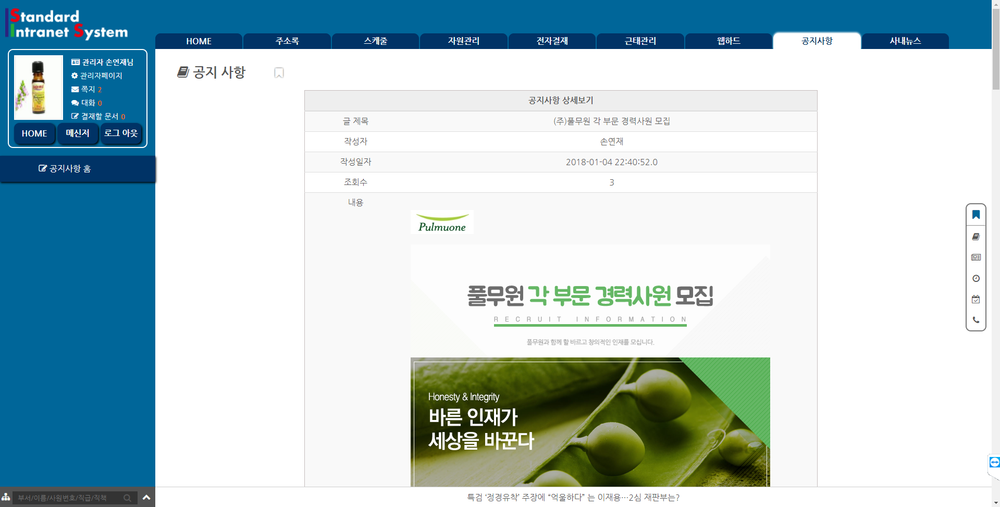 Standard
Intranet System
HOME
주소록
스케줄
자원관리
전자결재
근태관리
웹하드
공지사항
사내뉴스
관리자 손연재님
관리자페이지
쪽지 2
대화 0
결재할 문서 0
HOME
메신저
로그 아웃
공지사항 홈
공지 사항
공지사항 상세보기
글 제목
(주)풀무원 각 부문 경력사원 모집
작성자
손연재
작성일자
2018-01-04 22:40:52.0
조회수
3
내용
Pulmuone
풀무원 각 부문 경력사원 모집
RECRUIT INFORMATION
풀무원과 함께 할 바르고 창의적인 인재를 모십니다.
Honesty & Integrity
바른 인재가
세상을 바꾼다
부서/이름/사원번호/직급/직책
특검 ‘정경유착’ 주장에 “억울하다” 는 이재용…2심 재판부는?